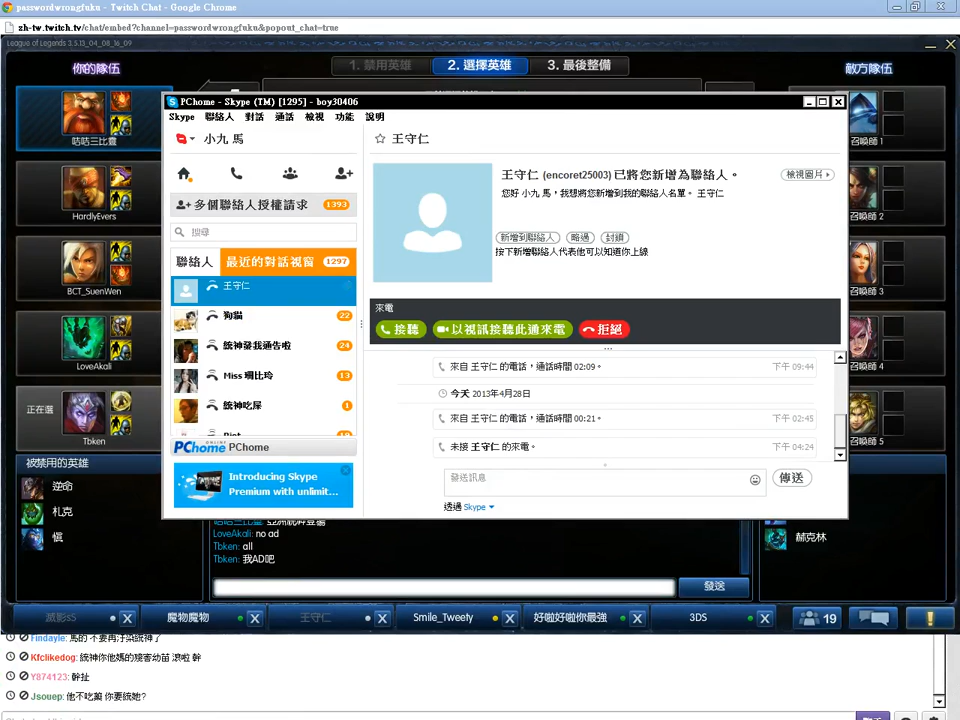 passwordwrongfuku - Twitch Chat - Google Chrome
zh-tw.twitch.tv/chat/embed?channel=passwordwrongfuku&popout_chat=true
League of Legends 3.5.13_04_08_16_09
你的隊伍
1. 禁用英雄
2. 選擇英雄
3. 最後整備
敵方隊伍
咕咕三比靈
HardlyEvers
BCT_SuenWen
LoveAkali
正在選
Tbken
召喚師 1
召喚師 2
召喚師 3
召喚師 4
召喚師 5
PChome - Skype (TM) [1295] - boy30406
Skype 聯絡人 對話 通話 檢視 功能 說明
小九 馬
多個聯絡人授權請求 1393
搜尋
聯絡人 最近的對話視窗 1297
王守仁
狗貓 22
統神發我通告啦 24
Miss 珊比玲 13
統神吃屎 1
PChome ONLINE PChome
Introducing Skype
Premium with unlimit...
王守仁
王守仁 (encoret25003) 已將您新增為聯絡人。
檢視圖片
您好 小九 馬，我想將您新增到我的聯絡人名單。 王守仁
新增到聯絡人 略過 封鎖
按下新增聯絡人代表他可以知道你上線
來電
接聽 以視訊接聽此通來電 拒絕
來自 王守仁 的電話，通話時間 02:09。 下午 09:44
今天 2013年4月28日
來自 王守仁 的電話，通話時間 00:21。 下午 02:45
未接 王守仁 的來電。 下午 04:24
發送訊息
傳送
透過 Skype
被禁用的英雄
逆命
札克
慎
赫克林
LoveAkali: no ad
Tbken: all
Tbken: 我AD吧
發送
滅影sS
魔物魔物
王守仁
Smile_Tweety
好啦好啦你最強
3DS
19
Findayle: 馬的 不要再汙染統神了
Kfclikedog: 統神你他媽的殘害幼苗 滾啦 幹
Y874123: 幹扯
Jsouep: 他不吃薑 你要統她?